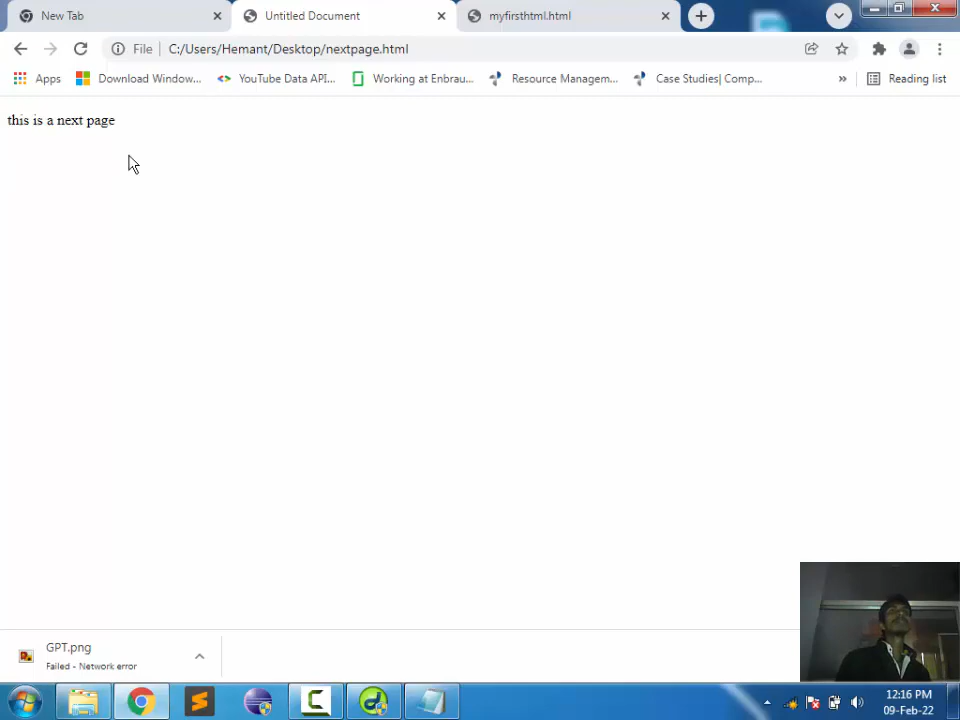 New Tab
Untitled Document
myfirsthtml.html
File
C:/Users/Hemant/Desktop/nextpage.html
Apps
Download Window...
YouTube Data API...
Working at Enbrau...
Resource Managem...
Case Studies| Comp...
»
Reading list
this is a next page
GPT.png
Failed - Network error
12:16 PM
09-Feb-22